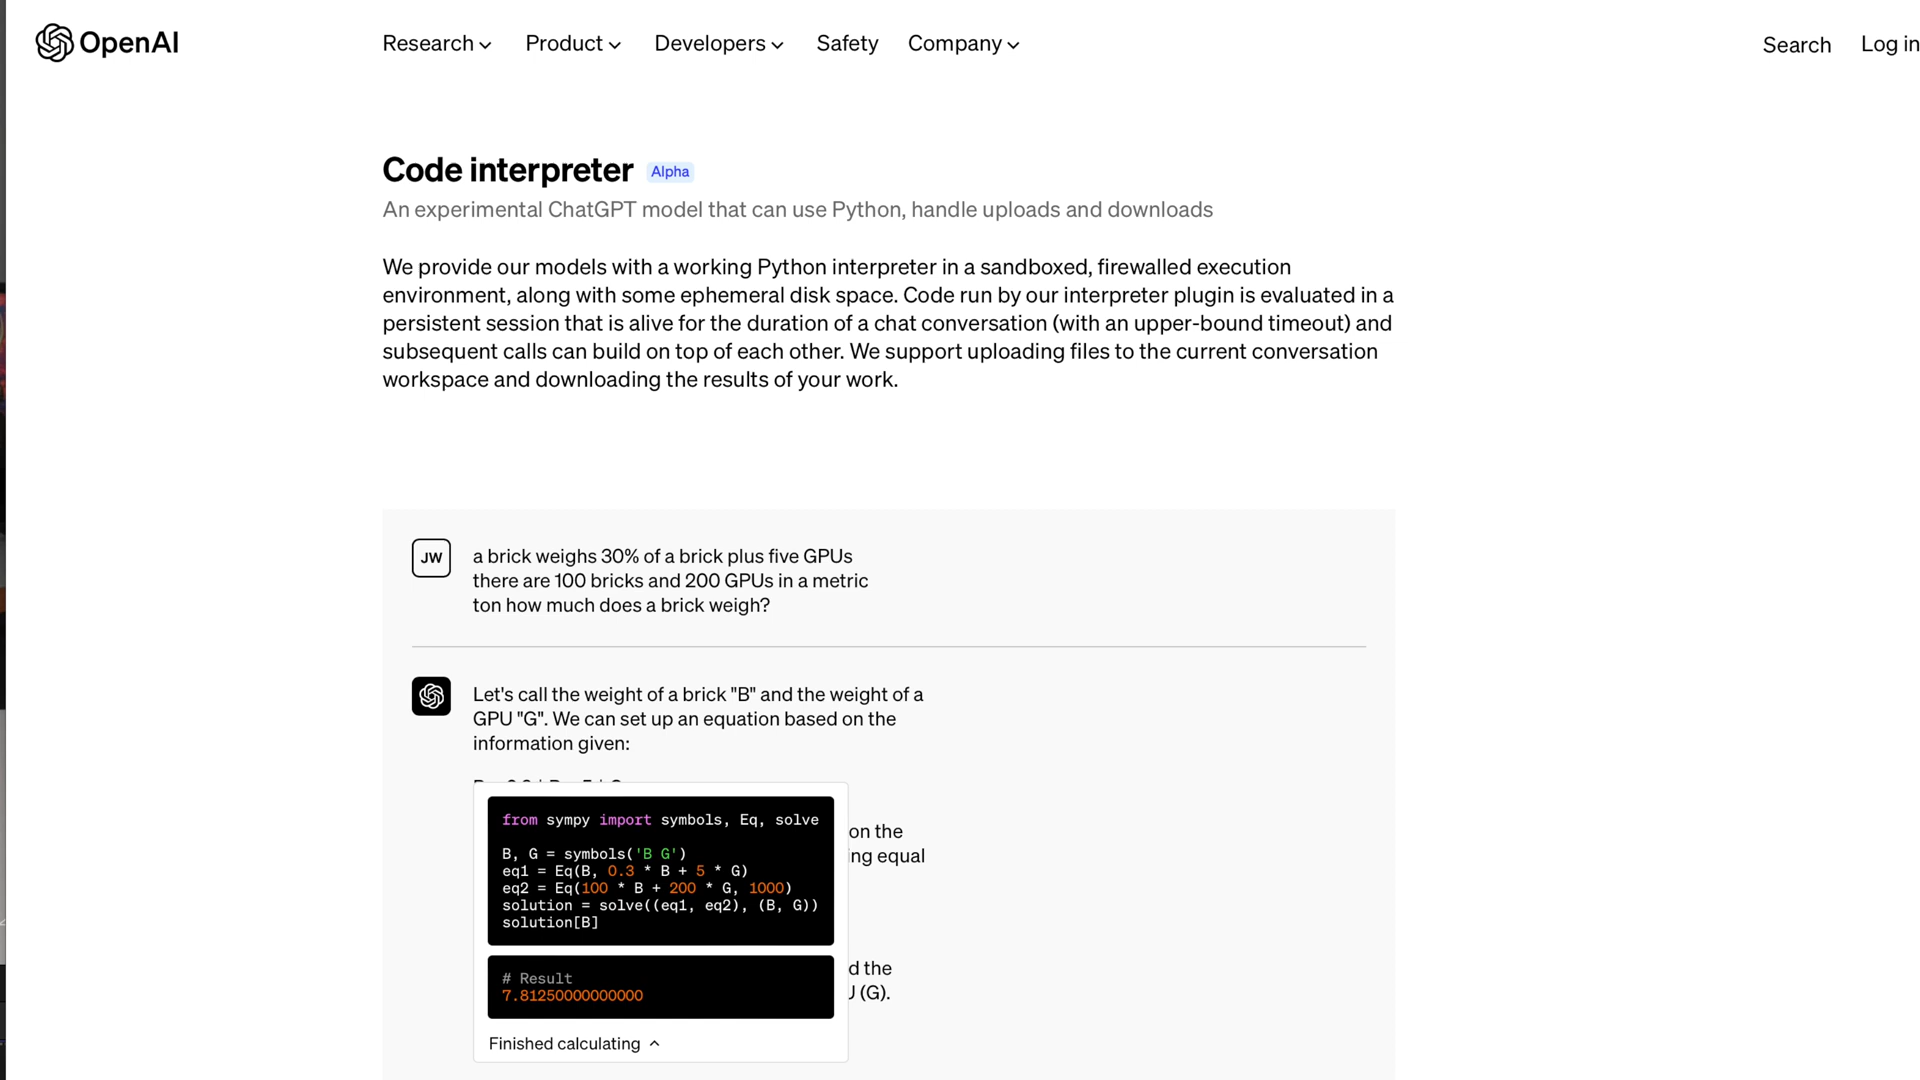 OpenAI
Research
Product
Developers
Safety
Company
Search
Log in
Code interpreter
Alpha
An experimental ChatGPT model that can use Python, handle uploads and downloads
We provide our models with a working Python interpreter in a sandboxed, firewalled execution
environment, along with some ephemeral disk space. Code run by our interpreter plugin is evaluated in a
persistent session that is alive for the duration of a chat conversation (with an upper-bound timeout) and
subsequent calls can build on top of each other. We support uploading files to the current conversation
workspace and downloading the results of your work.
JW
a brick weighs 30% of a brick plus five GPUs
there are 100 bricks and 200 GPUs in a metric
ton how much does a brick weigh?
Let's call the weight of a brick "B" and the weight of a
GPU "G". We can set up an equation based on the
information given:
from sympy import symbols, Eq, solve
B, G = symbols('B G')
eq1 = Eq(B, 0.3 * B + 5 * G)
eq2 = Eq(100 * B + 200 * G, 1000)
solution = solve((eq1, eq2), (B, G))
solution[B]
# Result
7.81250000000000
Finished calculating
on the
ng equal
d the
(G).